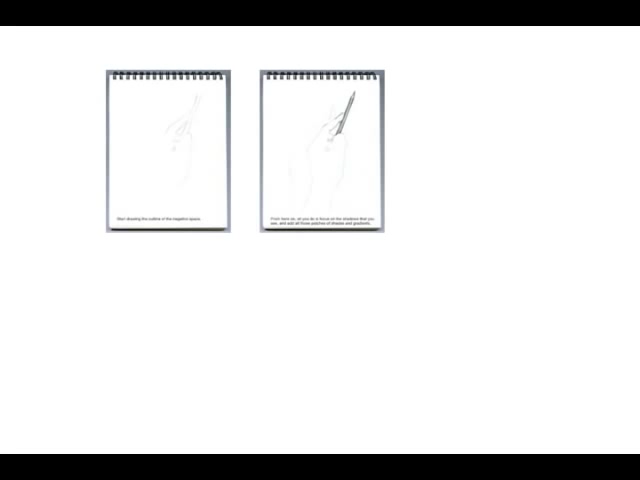 Start drawing the outline of the negative space.
From here on, all you do is focus on the shadows that you
see, and add all those patches of shades and gradients.